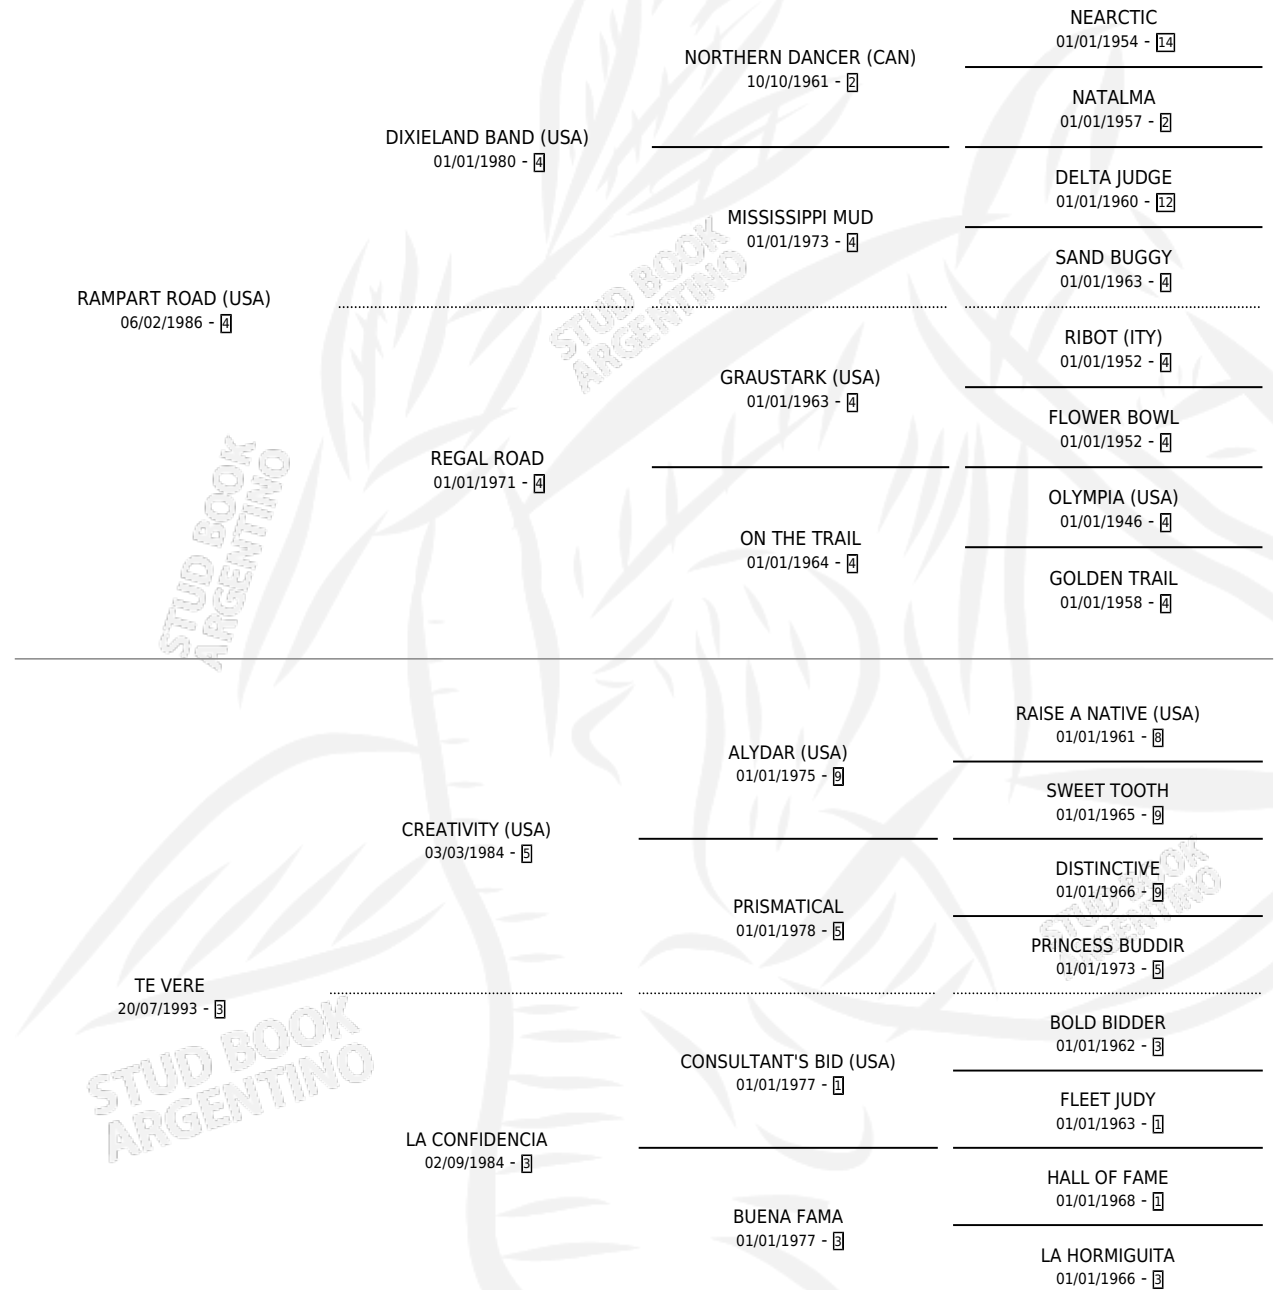 NEARCTIC
01/01/1954 - 14
NORTHERN DANCER (CAN)
10/10/1961 - 2
NATALMA
01/01/1957 - 2
DIXIELAND BAND (USA)
01/01/1980 - 4
DELTA JUDGE
01/01/1960 - 12
MISSISSIPPI MUD
01/01/1973 - 4
SAND BUGGY
01/01/1963 - 4
RAMPART ROAD (USA)
06/02/1986 - 4
RIBOT (ITY)
01/01/1952 - 4
GRAUSTARK (USA)
01/01/1963 - 4
FLOWER BOWL
01/01/1952 - 4
REGAL ROAD
01/01/1971 - 4
OLYMPIA (USA)
01/01/1946 - 4
ON THE TRAIL
01/01/1964 - 4
GOLDEN TRAIL
01/01/1958 - 4
STUD BOOK
ARGENTINO
STUD BOOK
ARGENTINO
RAISE A NATIVE (USA)
01/01/1961 - 8
ALYDAR (USA)
01/01/1975 - 9
SWEET TOOTH
01/01/1965 - 9
CREATIVITY (USA)
03/03/1984 - 5
DISTINCTIVE
01/01/1966 - 9
PRISMATICAL
01/01/1978 - 5
PRINCESS BUDDIR
01/01/1973 - 5
TE VERE
20/07/1993 - 3
BOLD BIDDER
01/01/1962 - 3
CONSULTANT'S BID (USA)
01/01/1977 - 1
FLEET JUDY
01/01/1963 - 1
LA CONFIDENCIA
02/09/1984 - 3
HALL OF FAME
01/01/1968 - 1
BUENA FAMA
01/01/1977 - 3
LA HORMIGUITA
01/01/1966 - 3
STUD BOOK
ARGENTINO
STUD BOOK
ARGENTINO